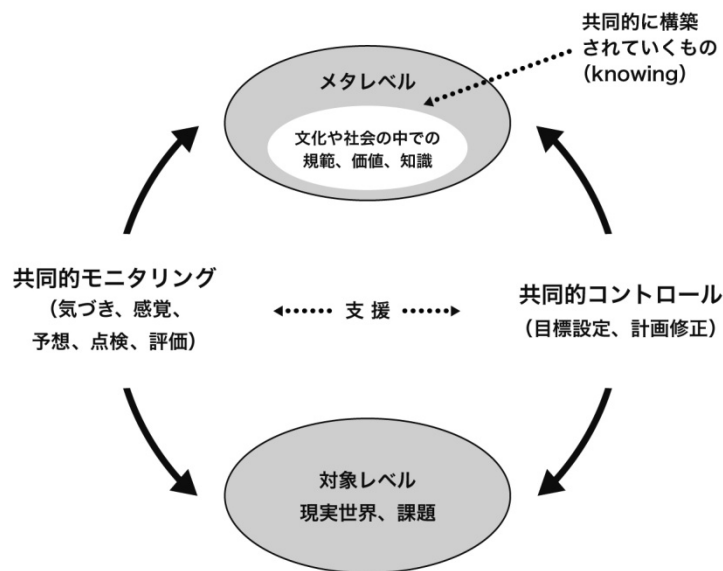 共同的に構築
されていくもの
(knowing)
メタレベル
文化や社会の中での
規範、価値、知識
共同的モニタリング
(気づき、感覚、
予想、点検、評価)
支 援
共同的コントロール
(目標設定、計画修正)
対象レベル
現実世界、課題